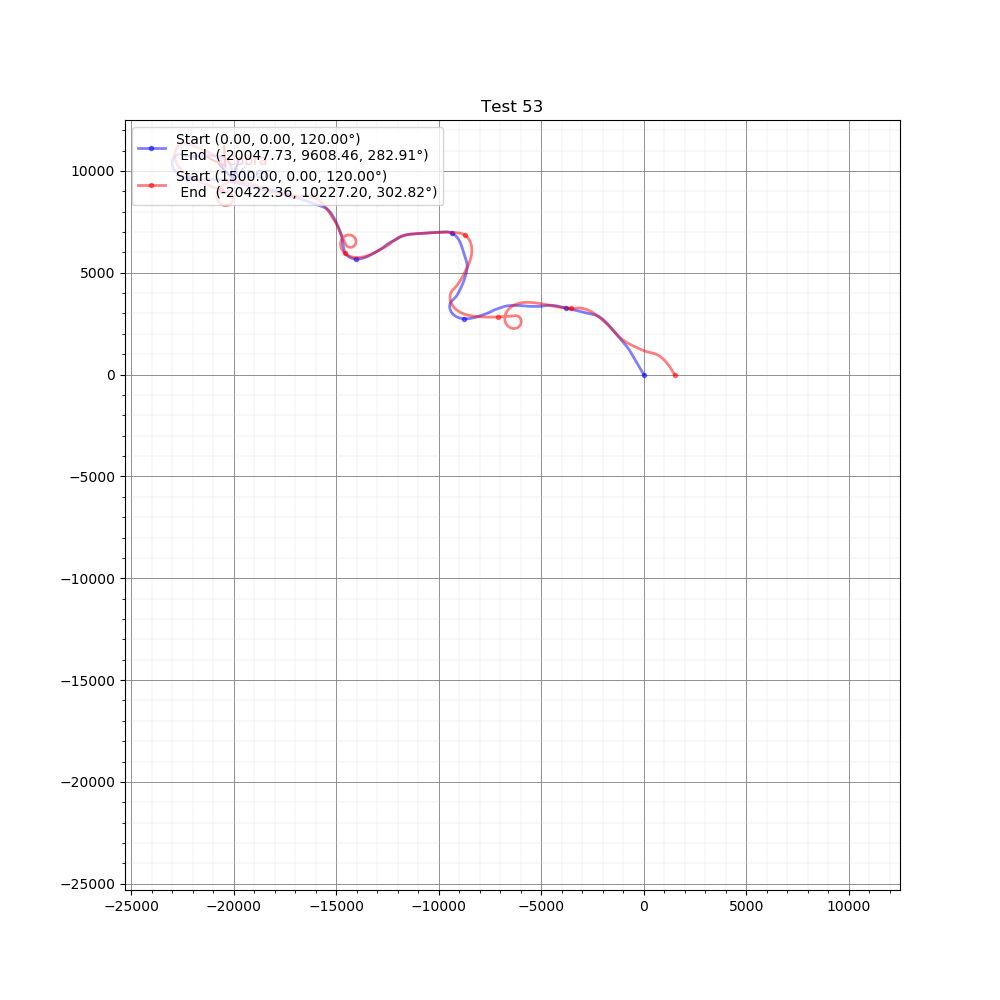 Test 53
Start (0.00, 0.00, 120.00°)
End  (-20047.73, 9608.46, 282.91°)
Start (1500.00, 0.00, 120.00°)
End  (-20422.36, 10227.20, 302.82°)
10000
5000
0
−5000
−10000
−15000
−20000
−25000
−25000 −20000 −15000 −10000 −5000 0 5000 10000